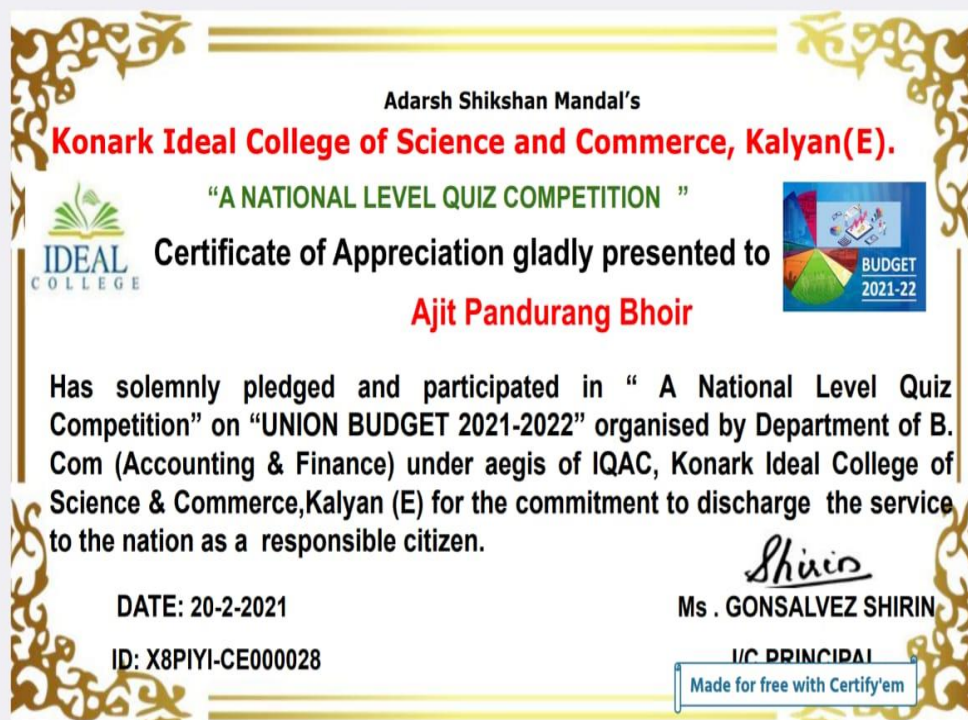 Adarsh Shikshan Mandal's
Konark Ideal College of Science and Commerce, Kalyan(E).
“A NATIONAL LEVEL QUIZ COMPETITION ”
IDEAL
COLLEGE
Certificate of Appreciation gladly presented to
BUDGET
2021-22
Ajit Pandurang Bhoir
Has solemnly pledged and participated in “ A National Level Quiz
Competition” on “UNION BUDGET 2021-2022” organised by Department of B.
Com (Accounting & Finance) under aegis of IQAC, Konark Ideal College of
Science & Commerce,Kalyan (E) for the commitment to discharge the service
to the nation as a responsible citizen.
Shirin
DATE: 20-2-2021
Ms . GONSALVEZ SHIRIN
ID: X8PIYI-CE000028
I/C PRINCIPAL
Made for free with Certify'em